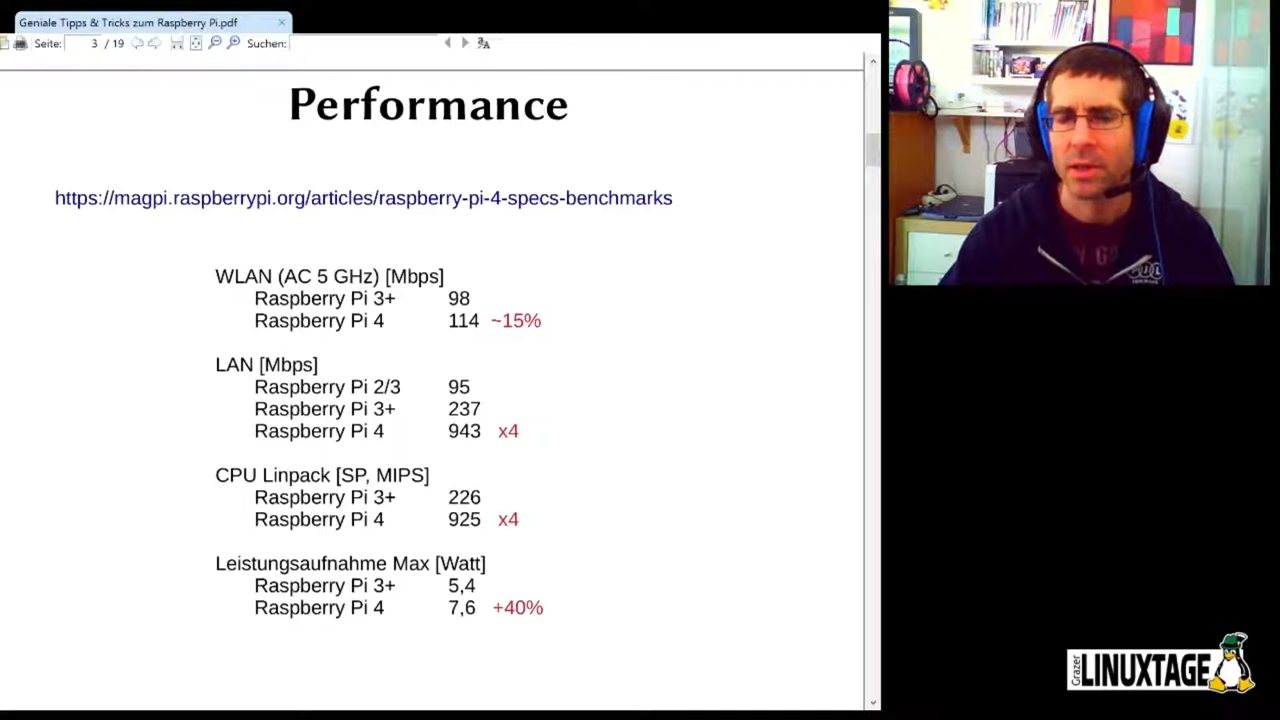 Geniale Tipps & Tricks zum Raspberry Pi.pdf
Seite: 3 / 19 Suchen:
Performance
https://magpi.raspberrypi.org/articles/raspberry-pi-4-specs-benchmarks
WLAN (AC 5 GHz) [Mbps]
Raspberry Pi 3+ 98
Raspberry Pi 4 114 ~15%
LAN [Mbps]
Raspberry Pi 2/3 95
Raspberry Pi 3+ 237
Raspberry Pi 4 943 x4
CPU Linpack [SP, MIPS]
Raspberry Pi 3+ 226
Raspberry Pi 4 925 x4
Leistungsaufnahme Max [Watt]
Raspberry Pi 3+ 5,4
Raspberry Pi 4 7,6 +40%
Grazer
LINUXTAGE